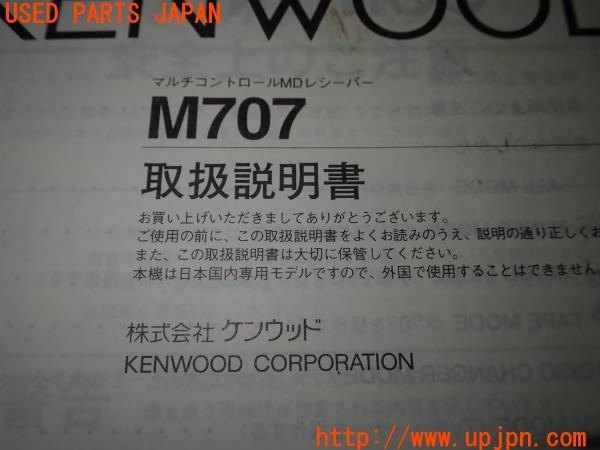 USED PARTS JAPAN
KENWOOD
マルチコントロールMDレシーバー
M707
取扱説明書
お買い上げいただきましてありがとうございます。
ご使用の前に、この取扱説明書をよくお読みのうえ、説明の通り正しくお
また、この取扱説明書は大切に保管してください。
本機は日本国内専用モデルですので、外国で使用することはできません
株式会社 ケンウッド
KENWOOD CORPORATION
ALL MODE
TAPE MODE
DISC CHANGER MODE
警告
http://www.upjpn.com/